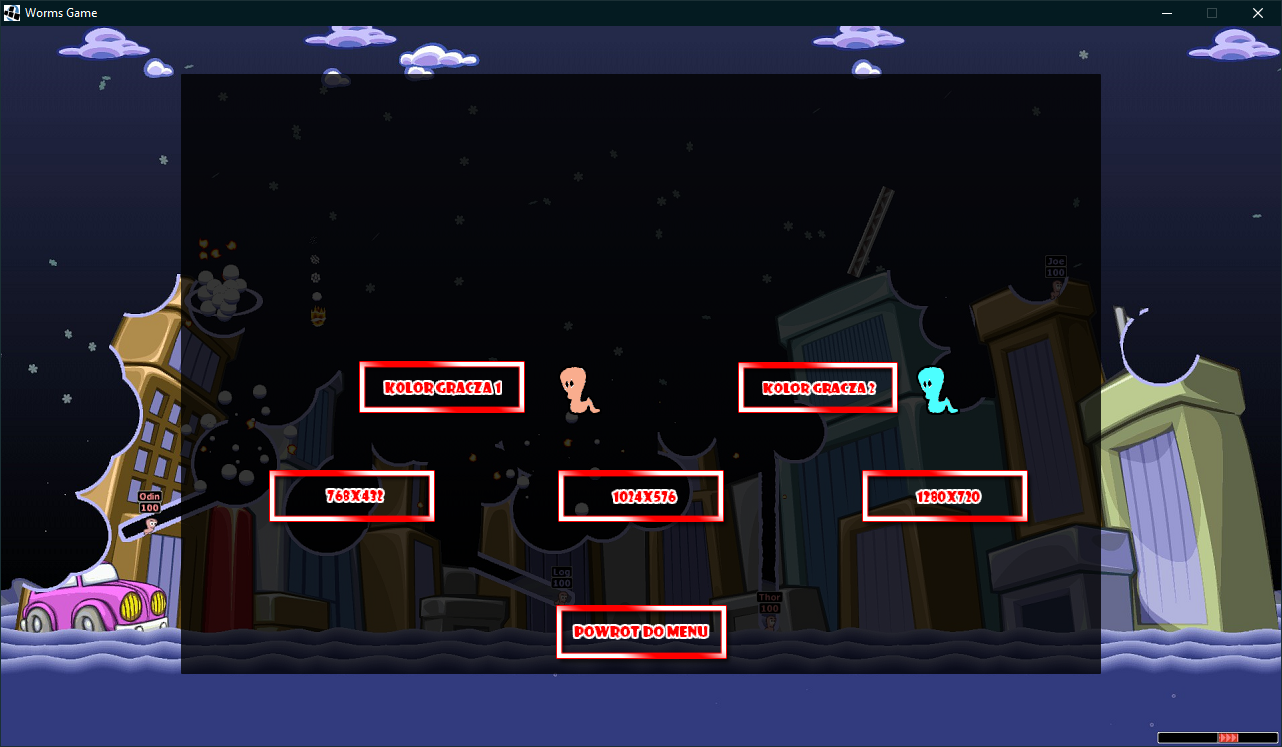 Worms Game
Joe
100
KOLOR GRACZA 1
KOLOR GRACZA 2
768X432
1024X576
1280X720
Odin
100
Log
100
Thor
100
POWROT DO MENU